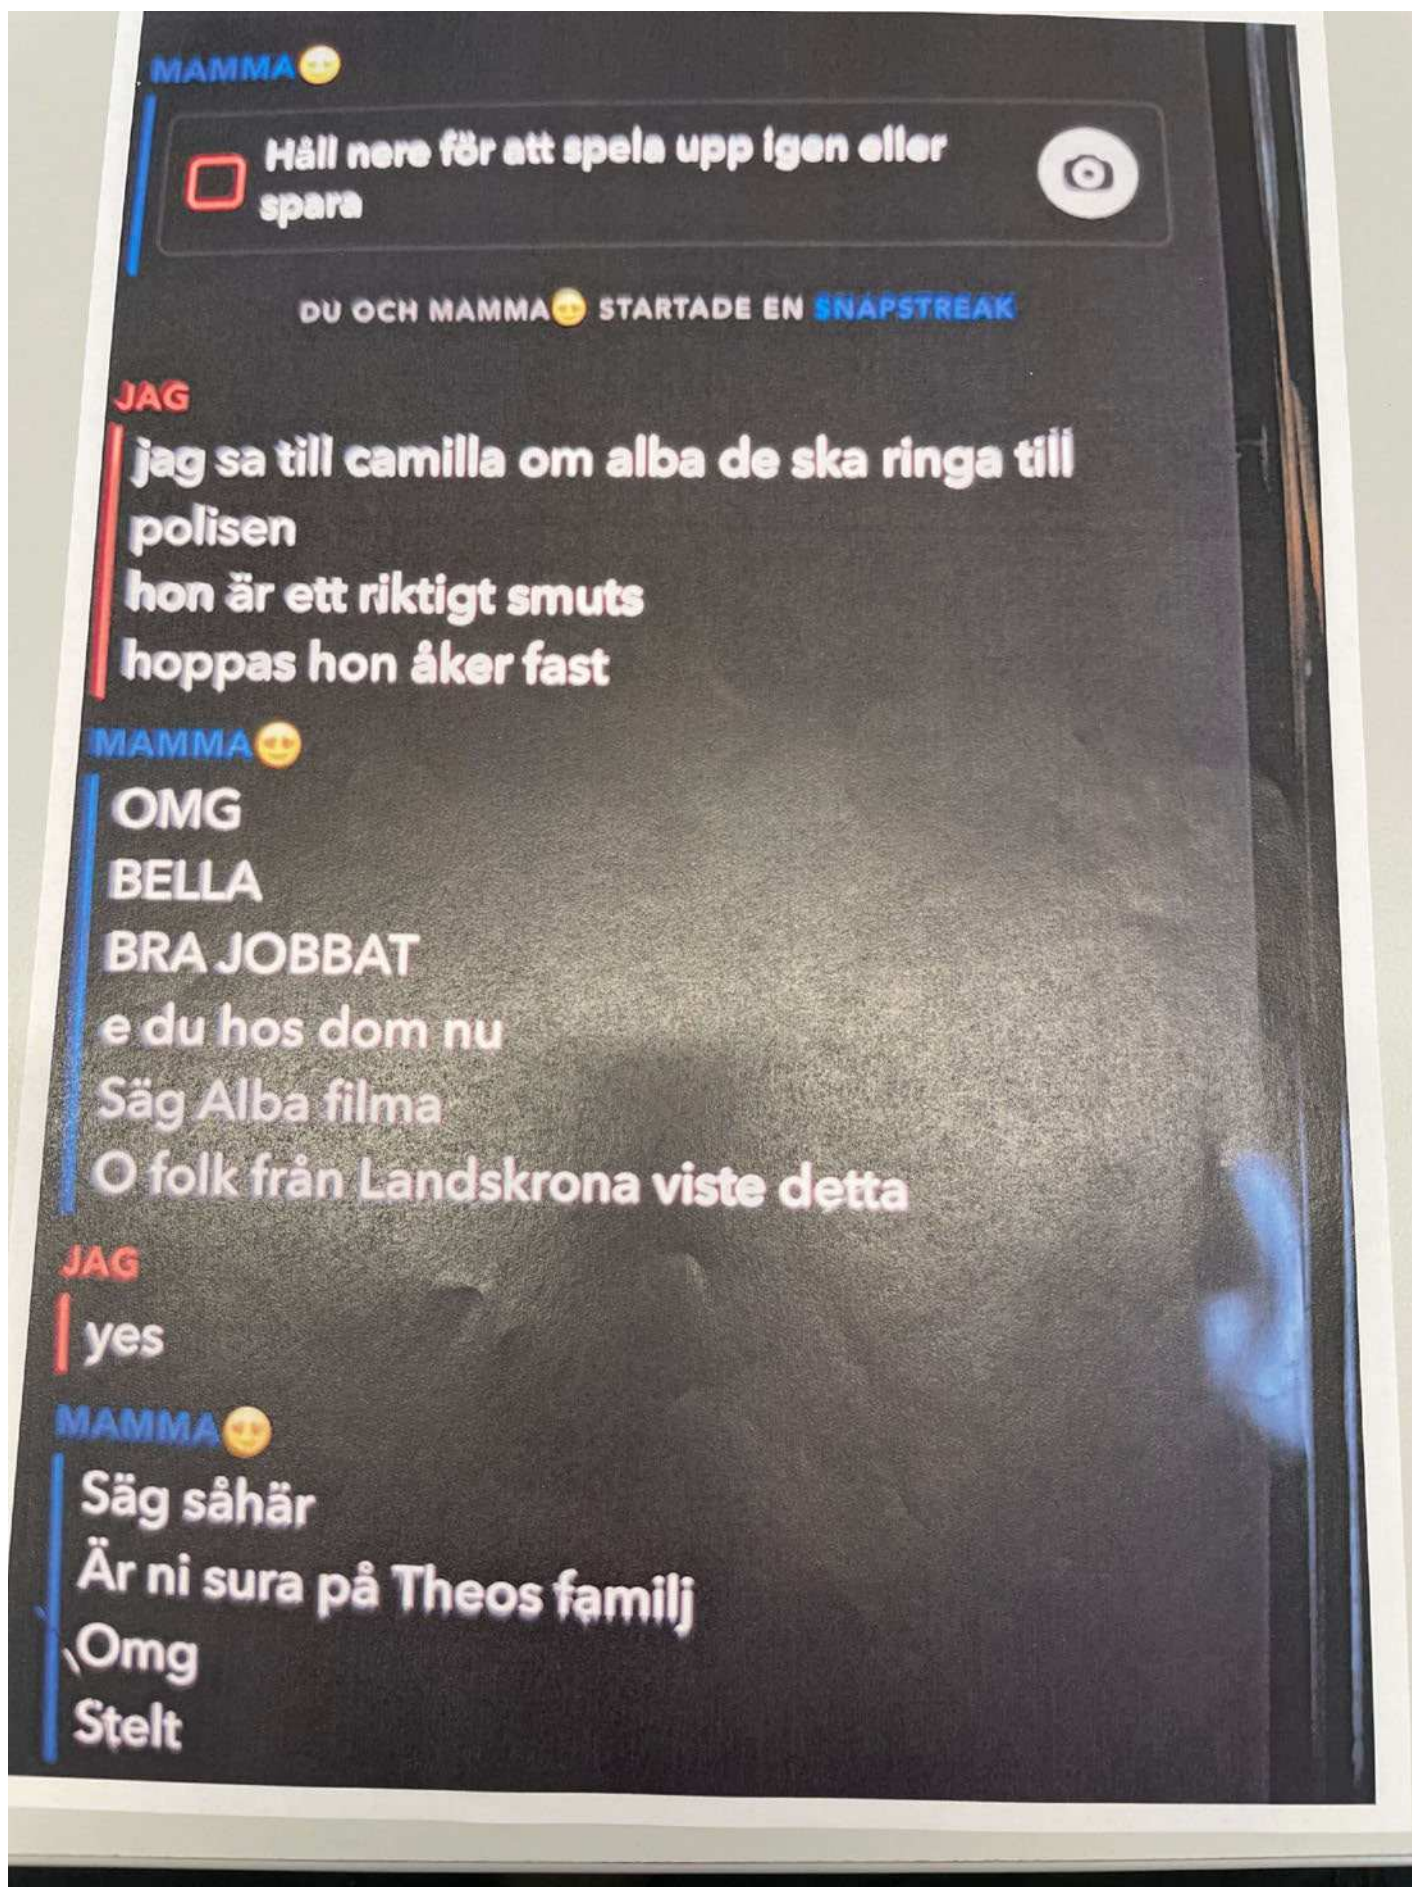 MAMMA😍
Håll nere för att spela upp igen eller
spara
DU OCH MAMMA😍 STARTADE EN SNAPSTREAK
JAG
jag sa till camilla om alba de ska ringa till
polisen
hon är ett riktigt smuts
hoppas hon åker fast
MAMMA😍
OMG
BELLA
BRA JOBBAT
e du hos dom nu
Säg Alba filma
O folk från Landskrona viste detta
JAG
yes
MAMMA😍
Säg såhär
Är ni sura på Theos familj
Omg
Stelt